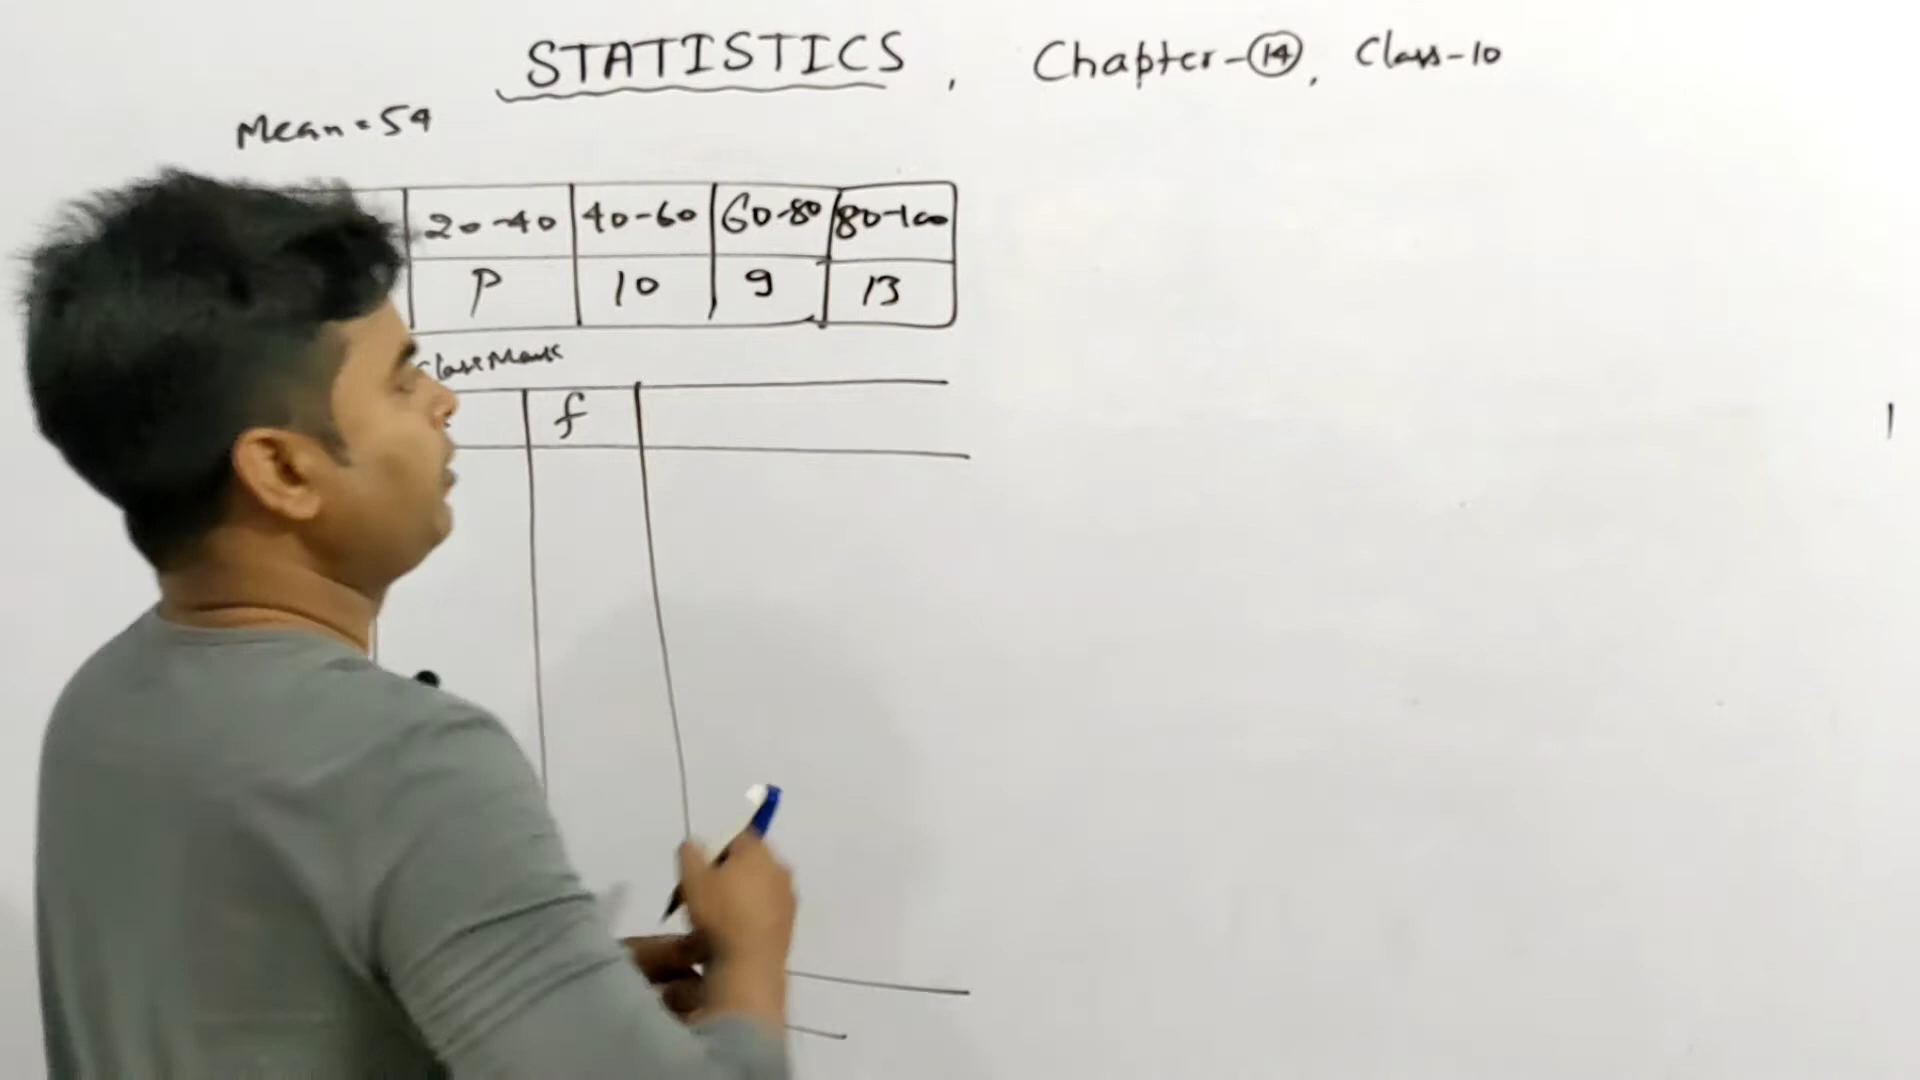 STATISTICS, Chapter-14, Class-10
Mean = 54
20-40 40-60 60-80 80-100
P 10 9 13
Class Mark
f